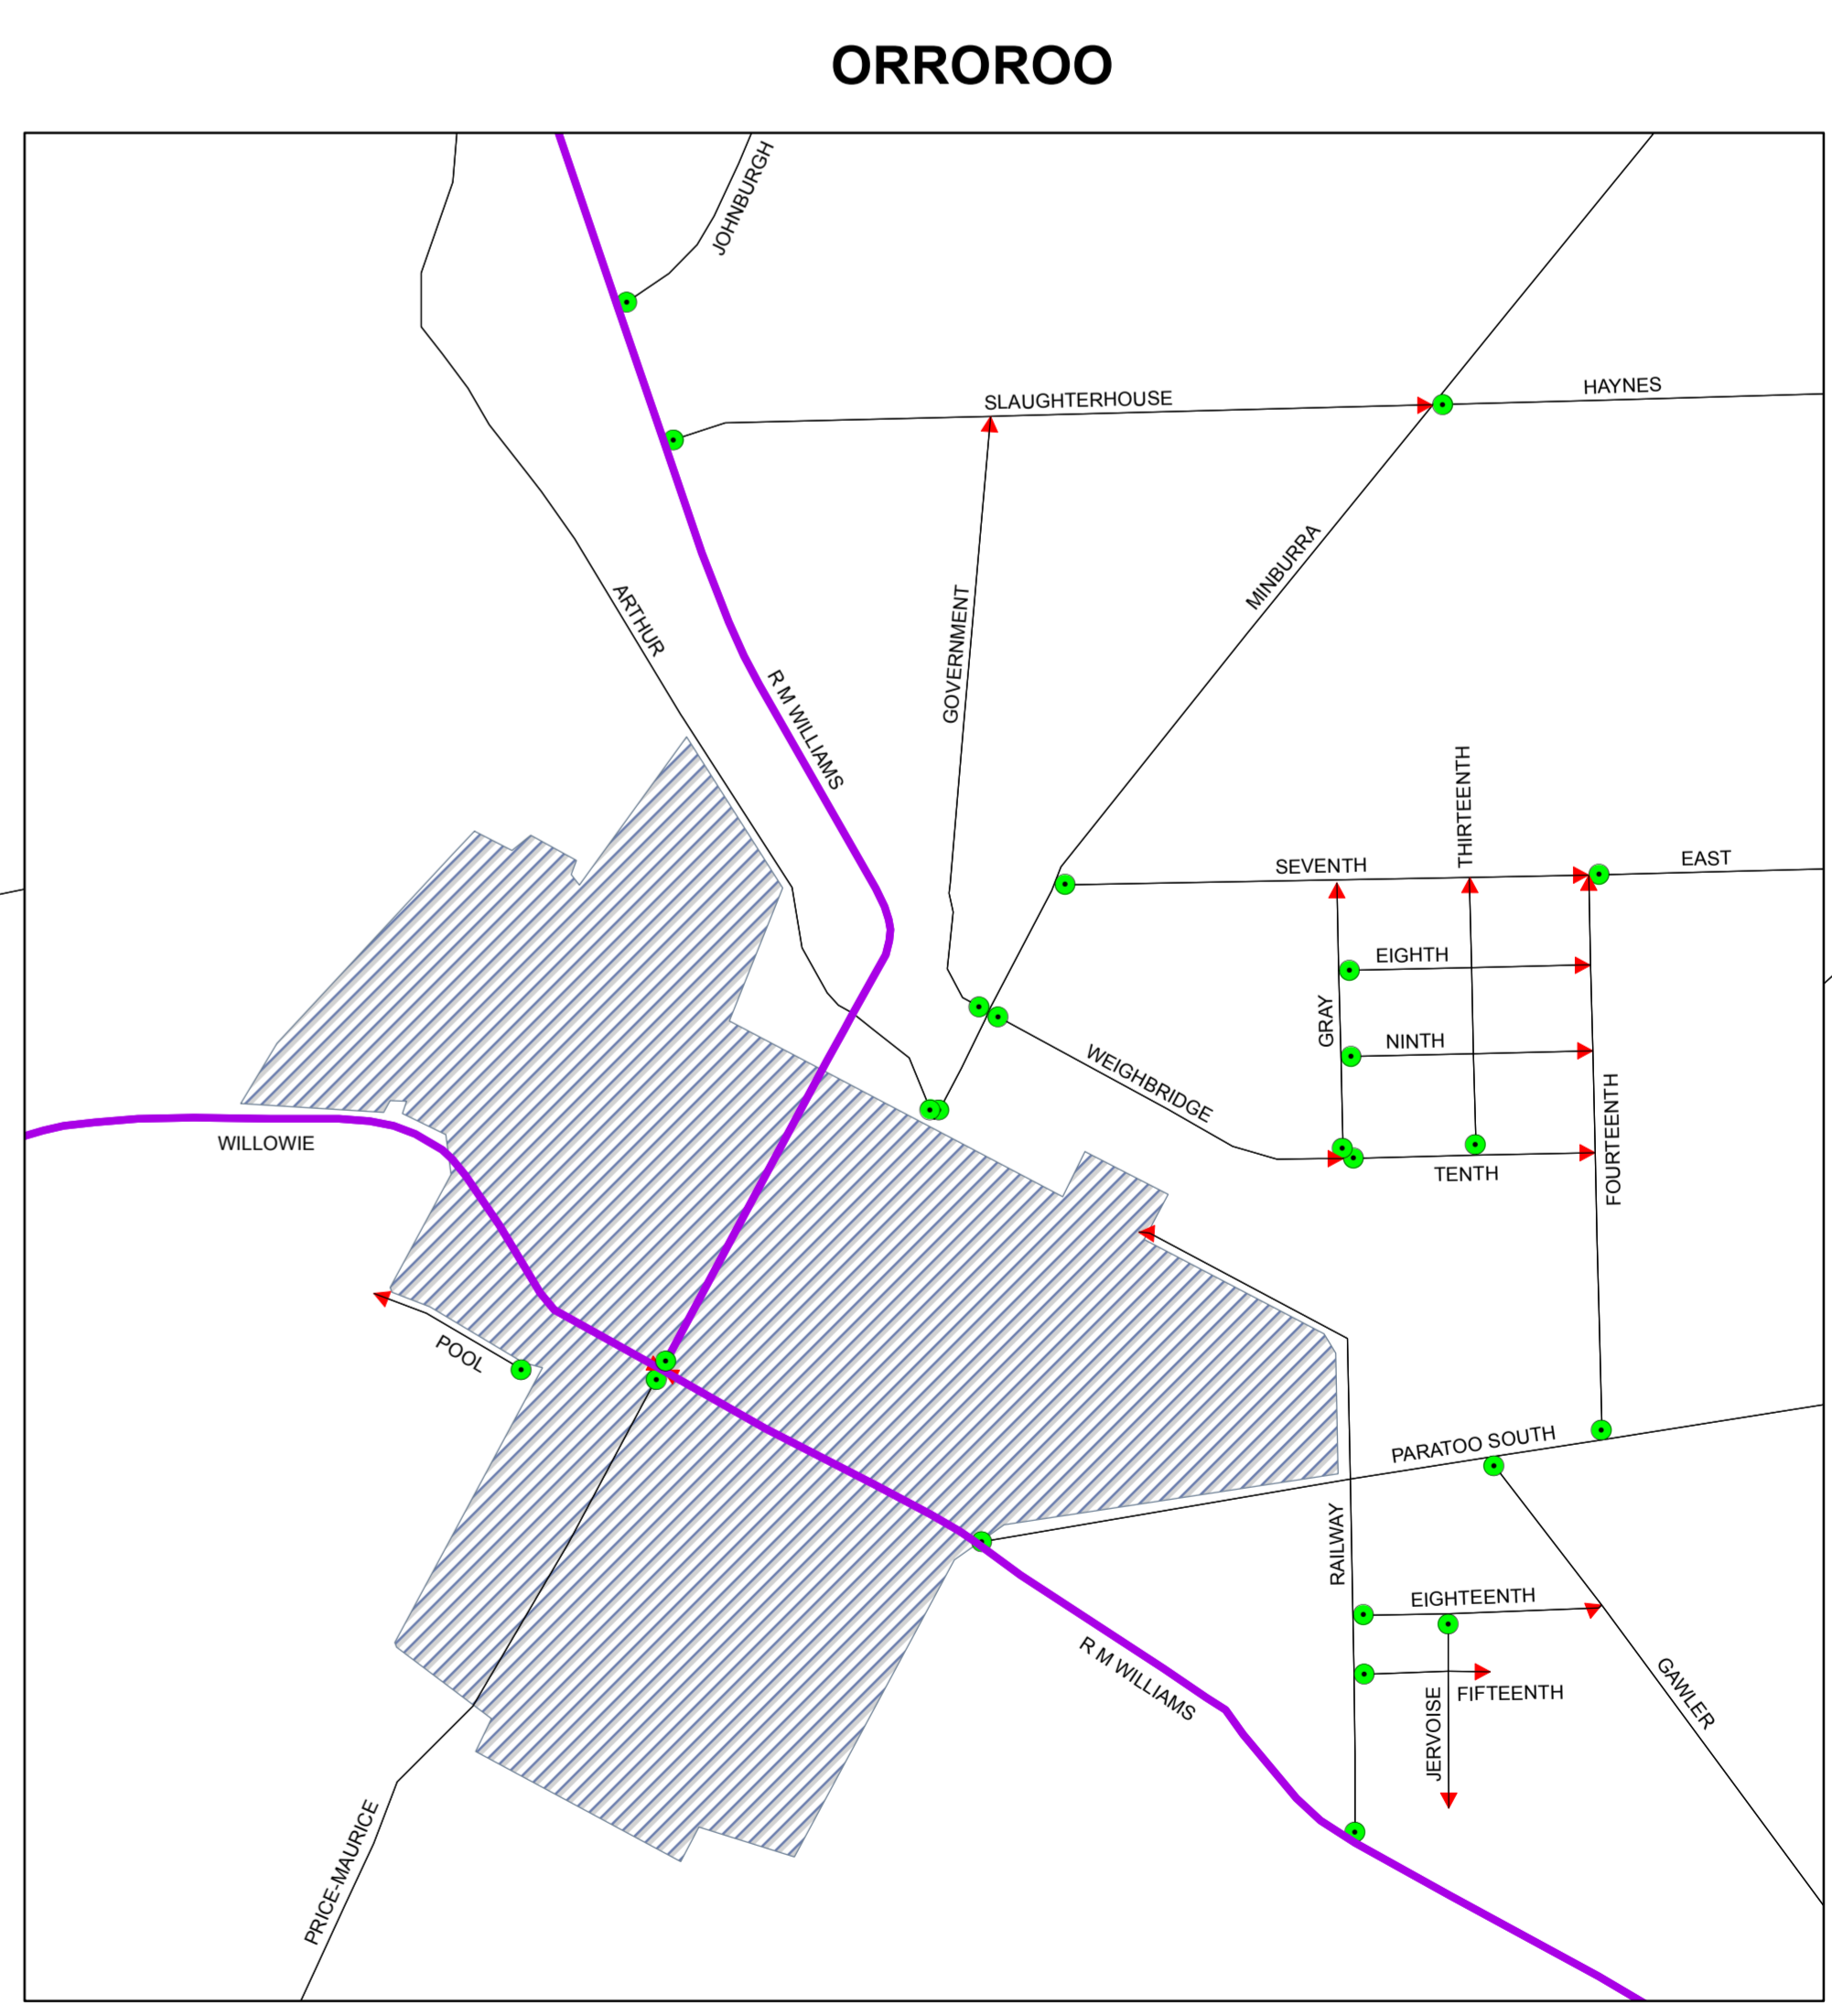 ORROROO
JOHNBURGH
HAYNES
SLAUGHTERHOUSE
MINBURRA
ARTHUR
GOVERNMENT
R M WILLIAMS
THIRTEENTH
EAST
SEVENTH
EIGHTH
GRAY
NINTH
WEIGHBRIDGE
FOURTEENTH
WILLOWIE
TENTH
POOL
PARATOO SOUTH
RAILWAY
EIGHTEENTH
R M WILLIAMS
GAWLER
FIFTEENTH
JERVOISE
PRICE-MAURICE